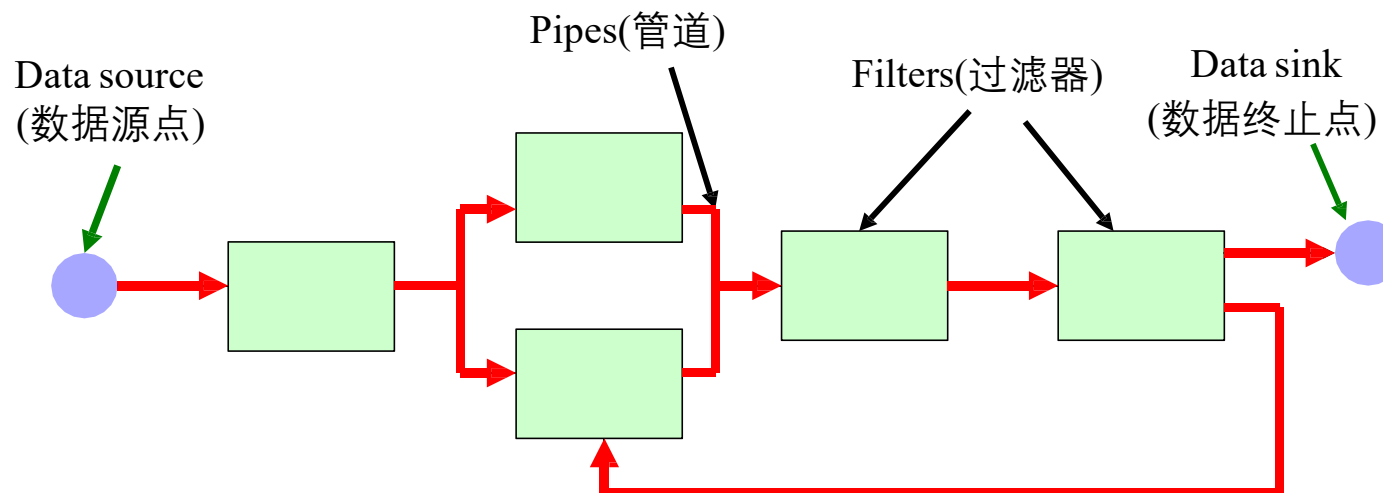 Data source
(数据源点)
Pipes(管道)
Filters(过滤器)
Data sink
(数据终止点)